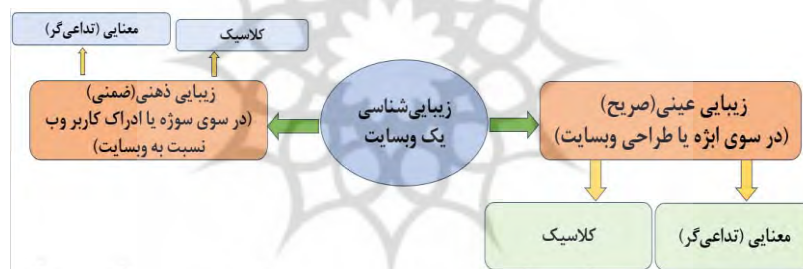 معنایی (تداعی‌گر)
کلاسیک
زیبایی ذهنی(ضمنی)
(در سوی سوژه یا ادراک کاربر وب
نسبت به وبسایت)
زیبایی‌شناسی
یک وبسایت
زیبایی عینی(صریح)
(در سوی ابژه یا طراحی وبسایت)
کلاسیک
معنایی (تداعی‌گر)